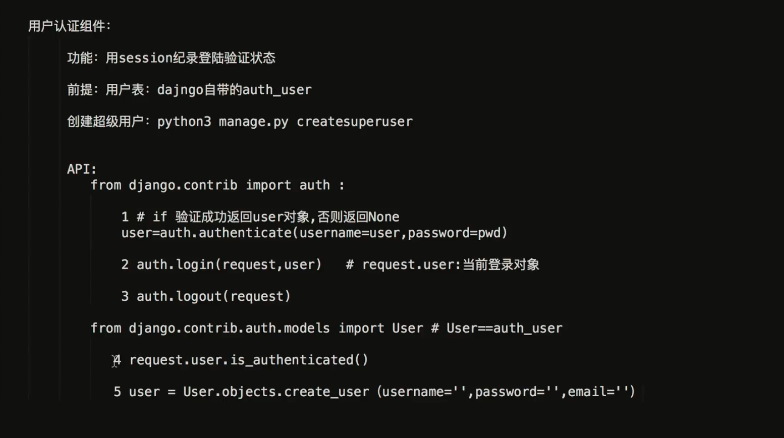 用户认证组件:
功能: 用session纪录登陆验证状态
前提: 用户表: dajngo自带的auth_user
创建超级用户: python3 manage.py createsuperuser
API:
from django.contrib import auth :
1 # if 验证成功返回user对象,否则返回None
user=auth.authenticate(username=user,password=pwd)
2 auth.login(request,user)   # request.user:当前登录对象
3 auth.logout(request)
from django.contrib.auth.models import User # User==auth_user
4 request.user.is_authenticated()
5 user = User.objects.create_user (username='',password='',email='')